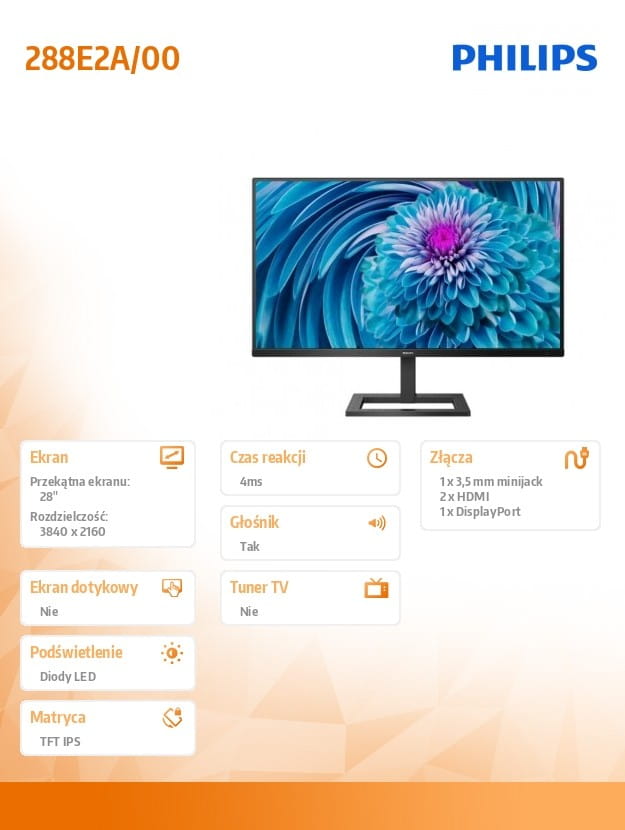 288E2A/00
PHILIPS
Ekran
Przekątna ekranu:
28"
Rozdzielczość:
3840 x 2160
Czas reakcji
4ms
Głośnik
Tak
Złącza
1 x 3,5 mm minijack
2 x HDMI
1 x DisplayPort
Ekran dotykowy
Nie
Tuner TV
Nie
Podświetlenie
Diody LED
Matryca
TFT IPS